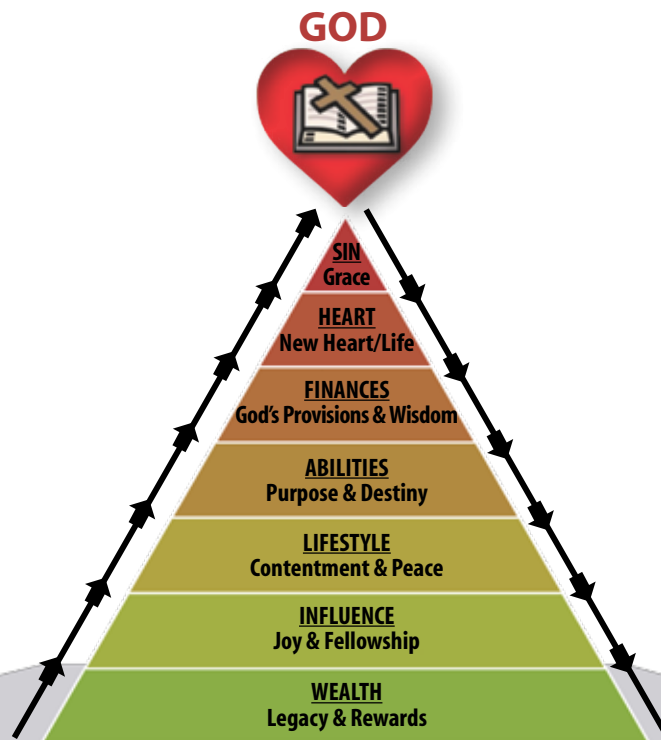 GOD
SIN
Grace
HEART
New Heart/Life
FINANCES
God's Provisions & Wisdom
ABILITIES
Purpose & Destiny
LIFESTYLE
Contentment & Peace
INFLUENCE
Joy & Fellowship
WEALTH
Legacy & Rewards